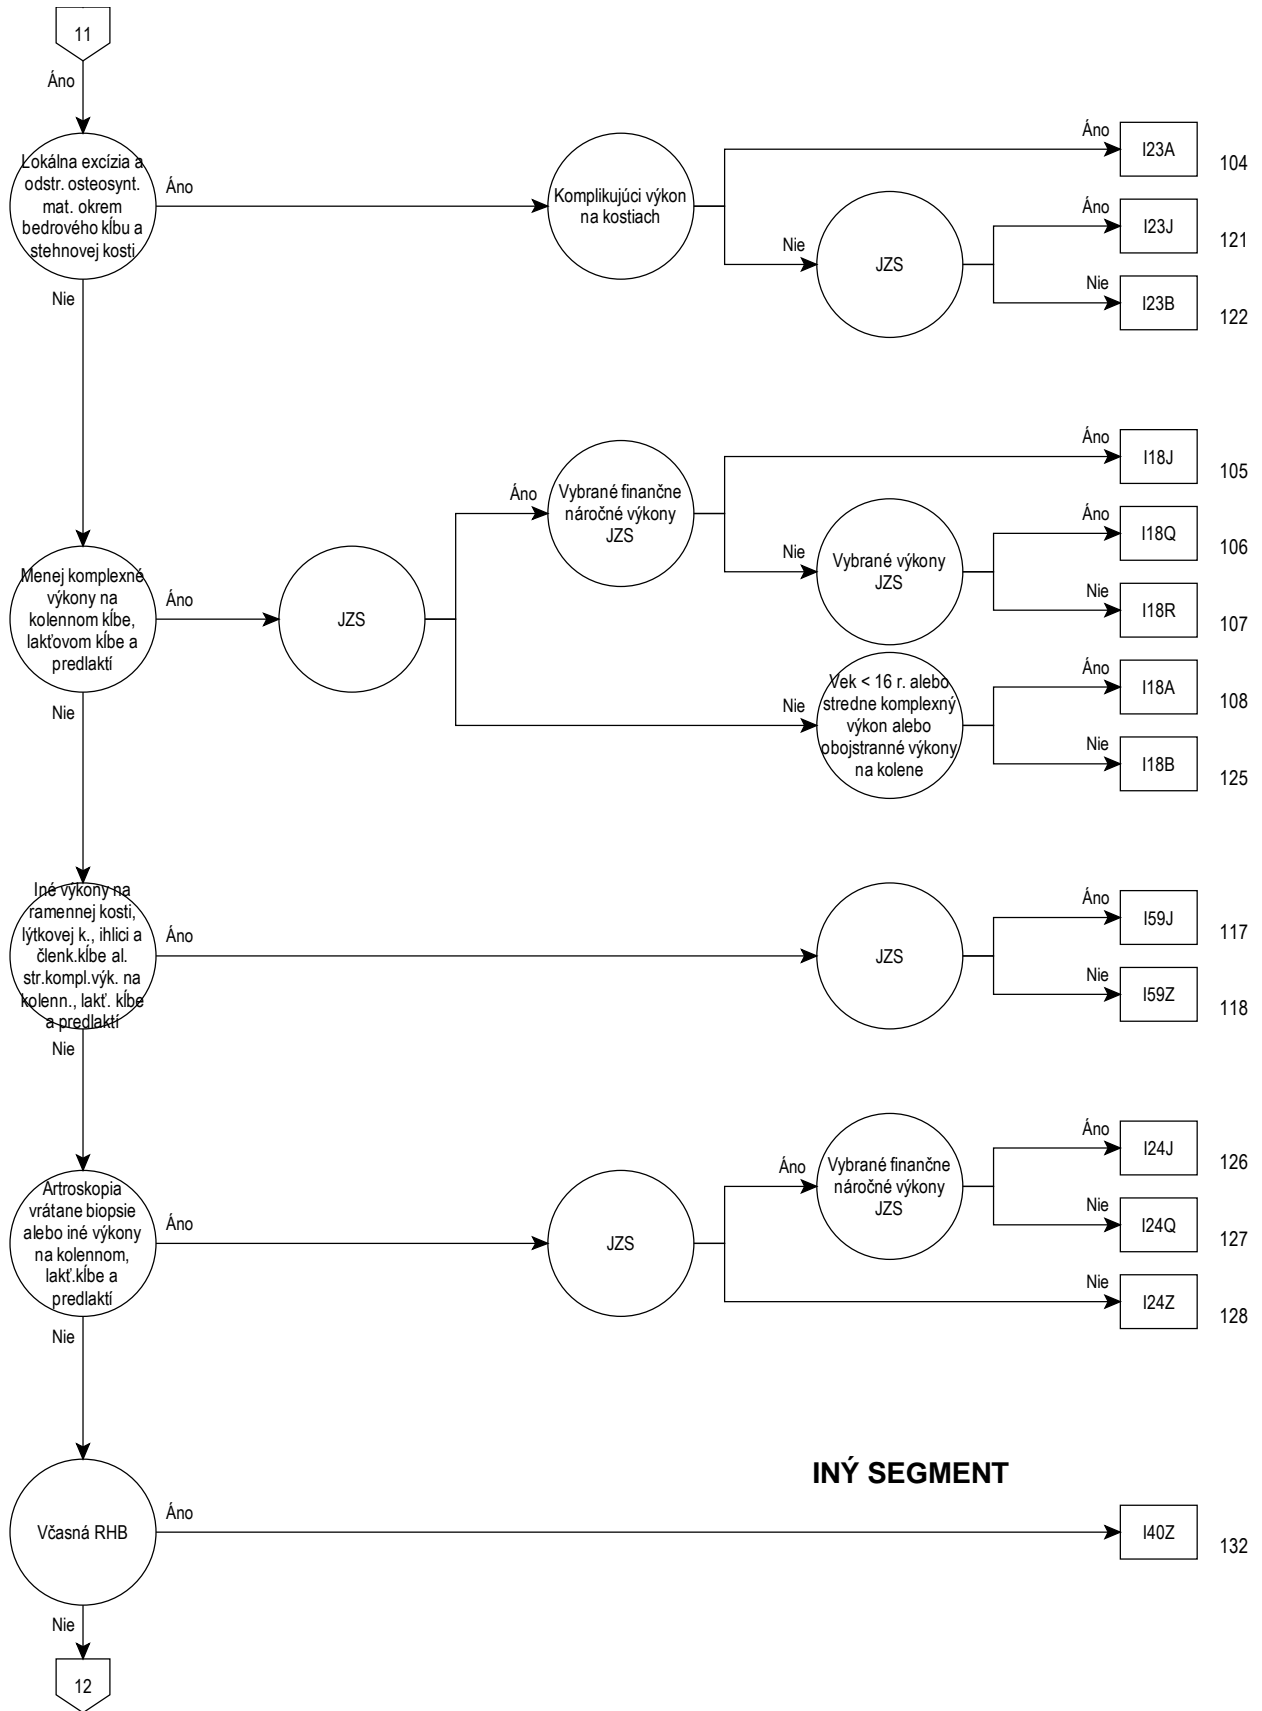 11
Áno
Lokálna excízia a
odstr. osteosynt.
mat. okrem
bedrového kĺbu a
stehnovej kosti
Áno
Komplikujúci výkon
na kostiach
Áno
I23A
104
Nie
JZS
Áno
I23J
121
Nie
I23B
122
Nie
Menej komplexné
výkony na
kolennom kĺbe,
lakťovom kĺbe a
predlaktí
Áno
JZS
Áno
Vybrané finančne
náročné výkony
JZS
Áno
I18J
105
Nie
Vybrané výkony
JZS
Áno
I18Q
106
Nie
I18R
107
Nie
Vek < 16 r. alebo
stredne komplexný
výkon alebo
obojstranné výkony
na kolene
Áno
I18A
108
Nie
I18B
125
Nie
Iné výkony na
ramennej kosti,
lýtkovej k., ihlici a
členk.kĺbe al.
str.kompl.výk. na
kolenn., lakť. kĺbe
a predlaktí
Áno
JZS
Áno
I59J
117
Nie
I59Z
118
Nie
Artroskopia
vrátane biopsie
alebo iné výkony
na kolennom,
lakť.kĺbe a
predlaktí
Áno
JZS
Áno
Vybrané finančne
náročné výkony
JZS
Áno
I24J
126
Nie
I24Q
127
Nie
I24Z
128
Nie
INÝ SEGMENT
Včasná RHB
Áno
I40Z
132
Nie
12